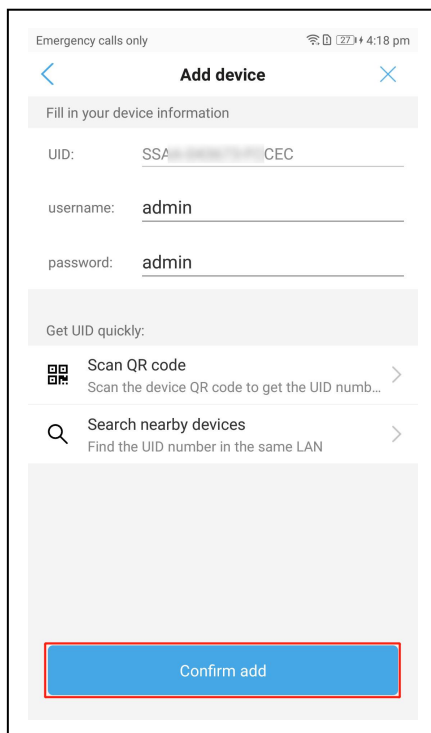 Emergency calls only 27 4:18 pm
Add device
Fill in your device information
UID: SSA CEC
username: admin
password: admin
Get UID quickly:
Scan QR code
Scan the device QR code to get the UID numb...
Search nearby devices
Find the UID number in the same LAN
Confirm add